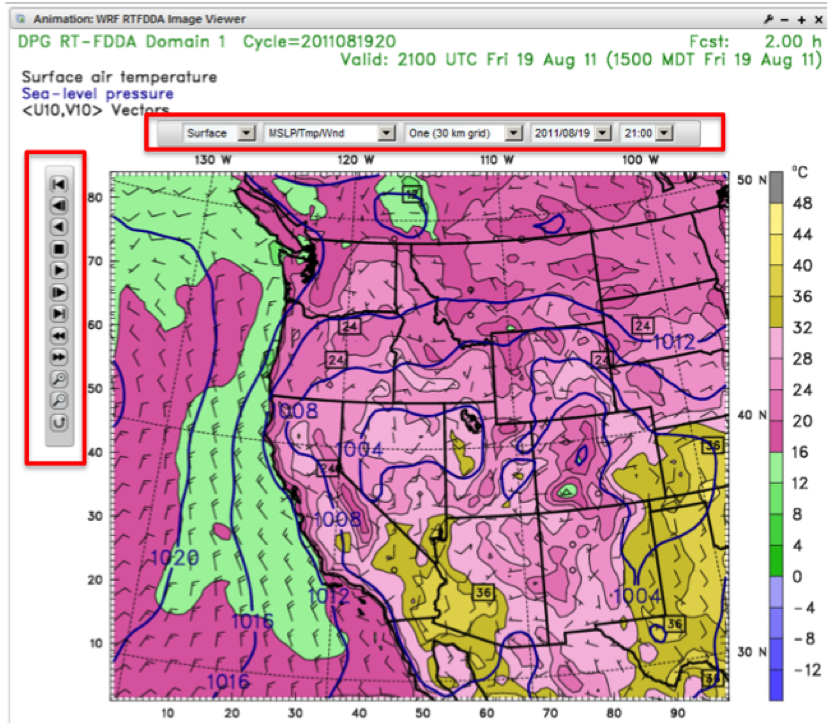 Animation: WRF RTFDDA Image Viewer
DPG RT-FDDA Domain 1 Cycle=2011081920 Fcst: 2.00 h
Valid: 2100 UTC Fri 19 Aug 11 (1500 MDT Fri 19 Aug 11)
Surface air temperature
Sea-level pressure
<U10,V10> Vectors
Surface MSLP/Tmp/Wnd One (30 km grid) 2011/08/19 21:00
130 W 120 W 110 W 100 W
50 N °C
80 12 48
44
70 40
36
60 24 24 32
1012
24 24 28
50 24
1008 40 N 20
40 1004 36 16
24
30 1008 12
8
1020 4
20 36 1004 0
1012
1016 36 -4
10 30 N -8
1016 36 -12
10 20 30 40 50 60 70 80 90